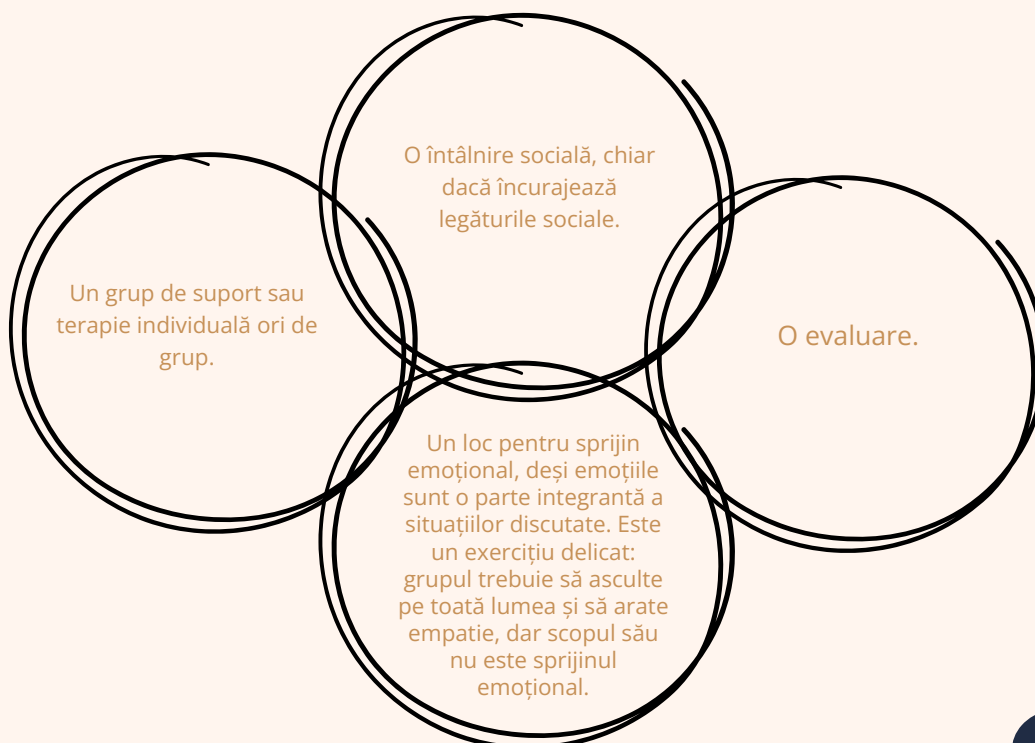 O întâlnire socială, chiar
dacă încurajează
legăturile sociale.
Un grup de suport sau
terapie individuală ori de
grup.
O evaluare.
Un loc pentru sprijin
emoțional, deși emoțiile
sunt o parte integrantă a
situațiilor discutate. Este
un exercițiu delicat:
grupul trebuie să asculte
pe toată lumea și să arate
empatie, dar scopul său
nu este sprijinul
emoțional.